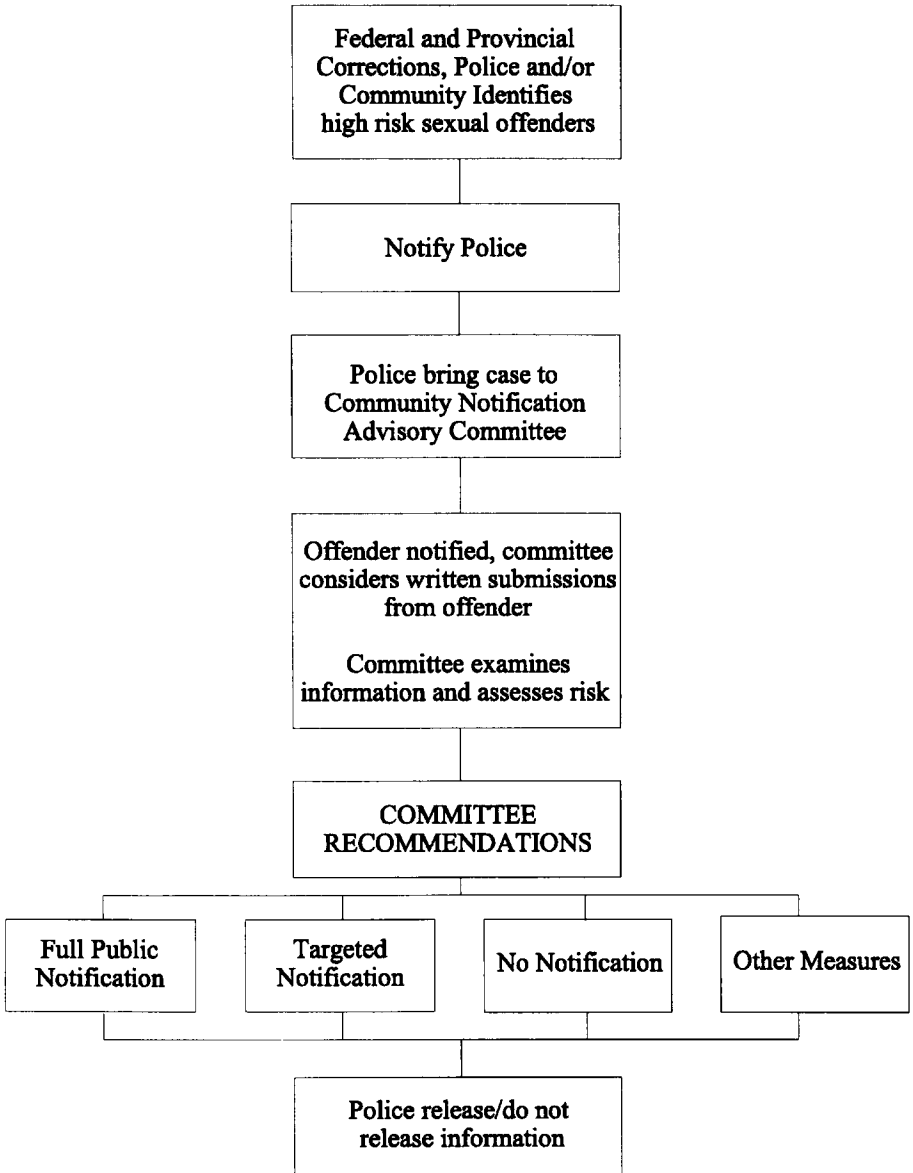 Federal and Provincial
Corrections, Police and/or
Community Identifies
high risk sexual offenders
Notify Police
Police bring case to
Community Notification
Advisory Committee
Offender notified, committee
considers written submissions
from offender
Committee examines
information and assesses risk
COMMITTEE
RECOMMENDATIONS
Full Public
Notification
Targeted
Notification
No Notification
Other Measures
Police release/do not
release information